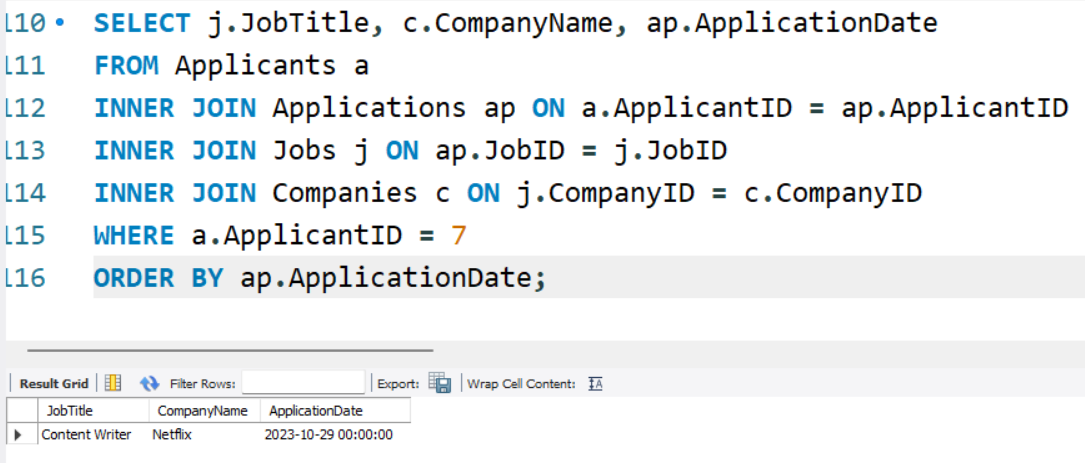 110 SELECT j.JobTitle, c.CompanyName, ap.ApplicationDate
111 FROM Applicants a
112 INNER JOIN Applications ap ON a.ApplicantID = ap.ApplicantID
113 INNER JOIN Jobs j ON ap.JobID = j.JobID
114 INNER JOIN Companies c ON j.CompanyID = c.CompanyID
115 WHERE a.ApplicantID = 7
116 ORDER BY ap.ApplicationDate;
Result Grid Filter Rows: Export: Wrap Cell Content:
JobTitle CompanyName ApplicationDate
Content Writer Netflix 2023-10-29 00:00:00